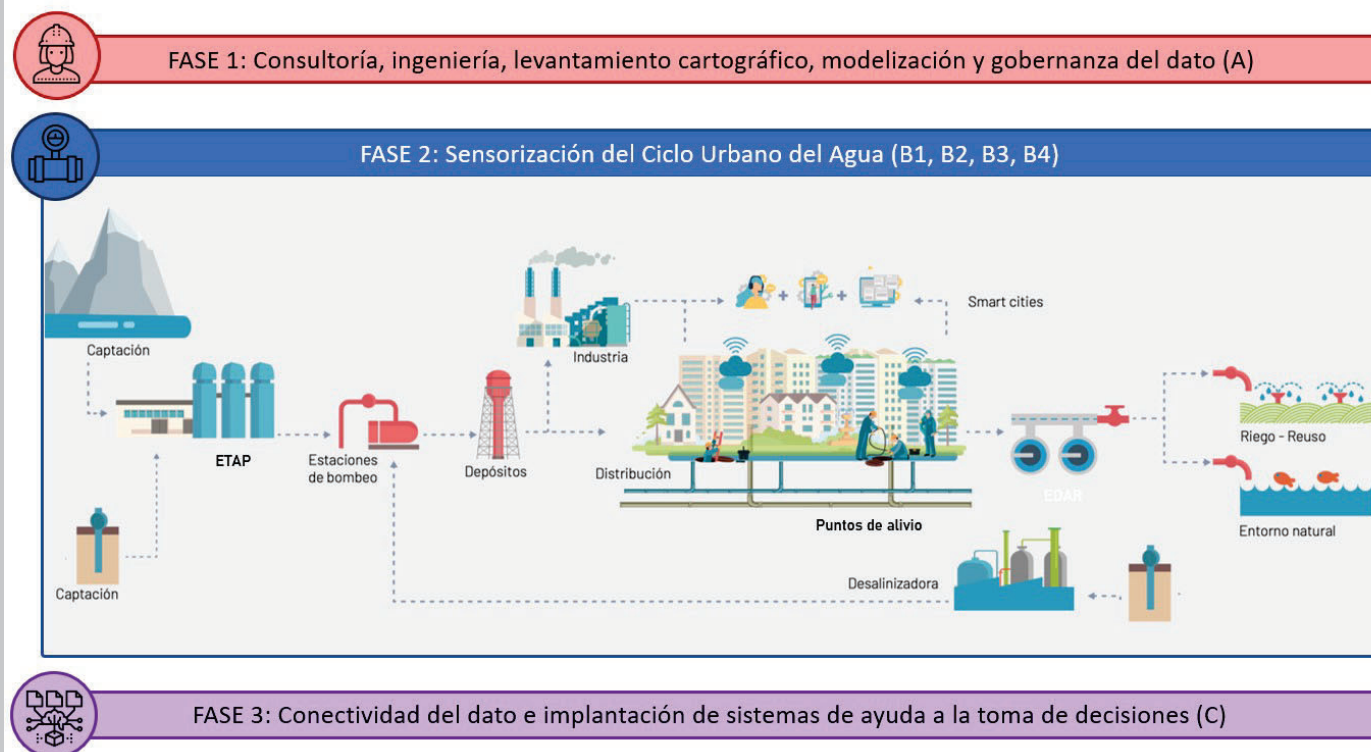 FASE 1: Consultoría, ingeniería, levantamiento cartográfico, modelización y gobernanza del dato (A)
FASE 2: Sensorización del Ciclo Urbano del Agua (B1, B2, B3, B4)
Captación
ETAP
Captación
Estaciones
de bombeo
Depósitos
Industria
Smart cities
Distribución
Puntos de alivio
EDAR
Riego - Reuso
Entorno natural
Desalinizadora
FASE 3: Conectividad del dato e implantación de sistemas de ayuda a la toma de decisiones (C)